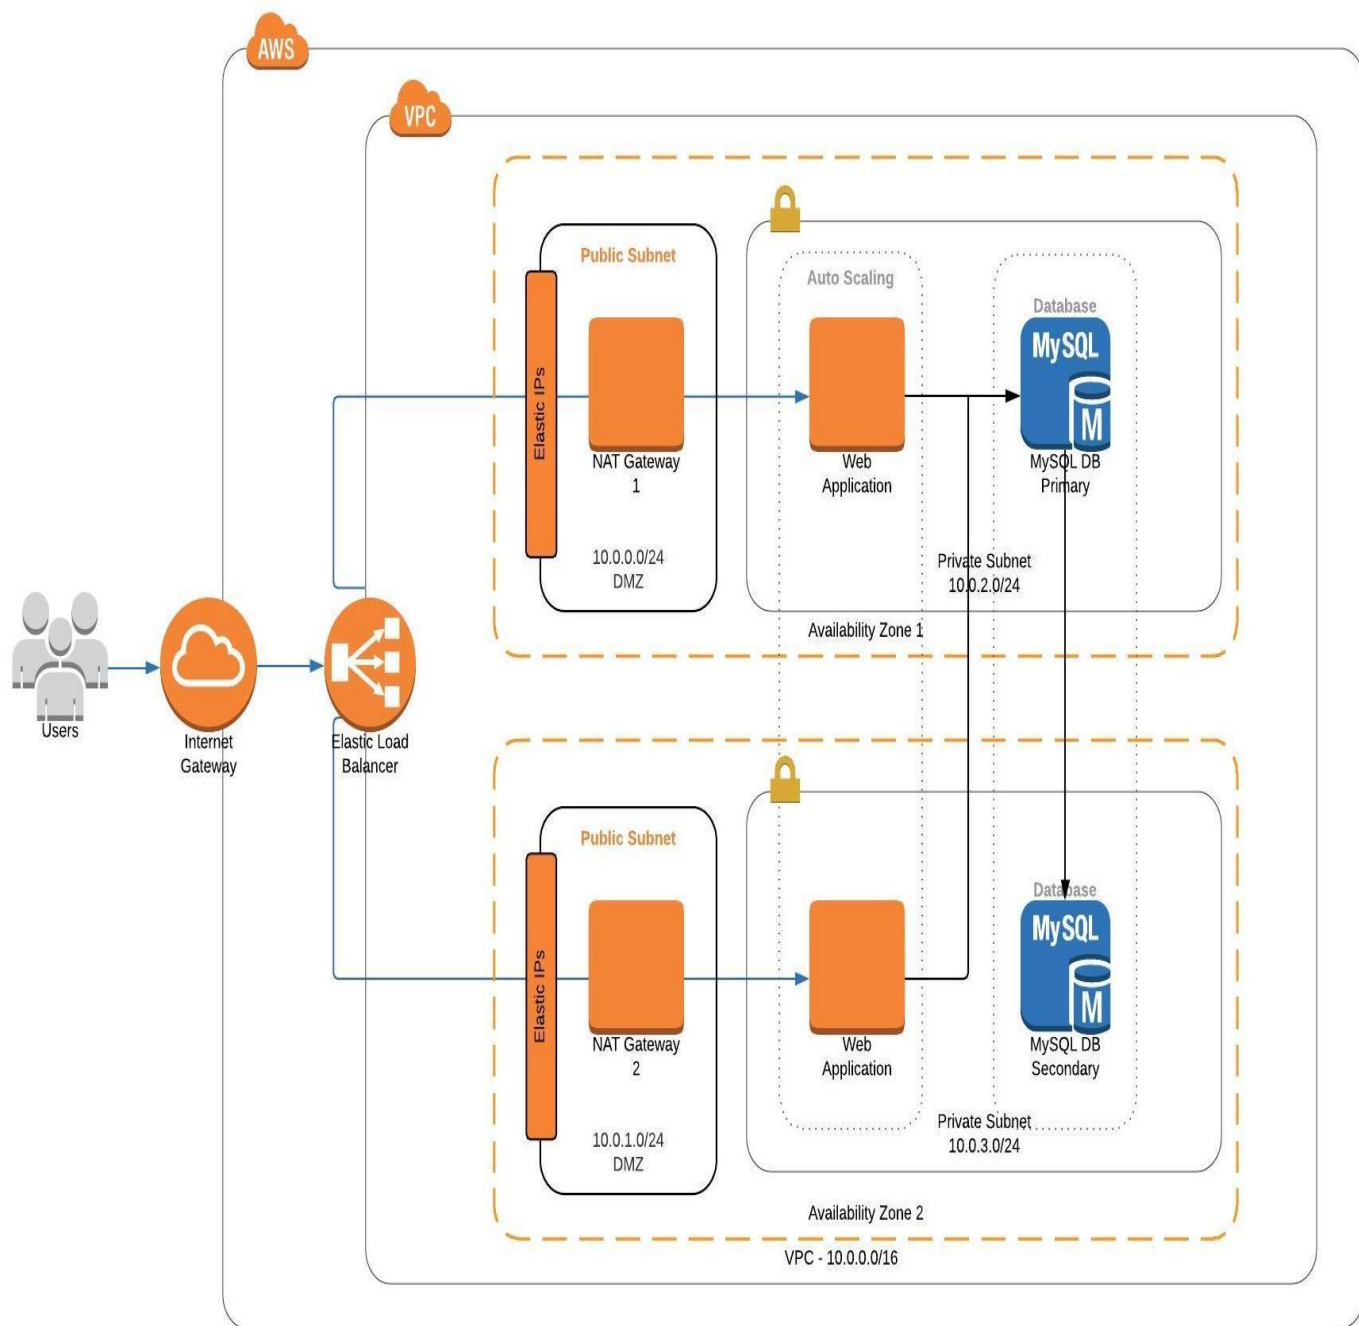 AWS
VPC
Public Subnet
Elastic IPs
NAT Gateway
1
10.0.0.0/24
DMZ
Auto Scaling
Web
Application
Database
MySQL
M
MySQL DB
Primary
Private Subnet
10.0.2.0/24
Availability Zone 1
Users
Internet
Gateway
Elastic Load
Balancer
Public Subnet
Elastic IPs
NAT Gateway
2
10.0.1.0/24
DMZ
Web
Application
Database
MySQL
M
MySQL DB
Secondary
Private Subnet
10.0.3.0/24
Availability Zone 2
VPC - 10.0.0.0/16